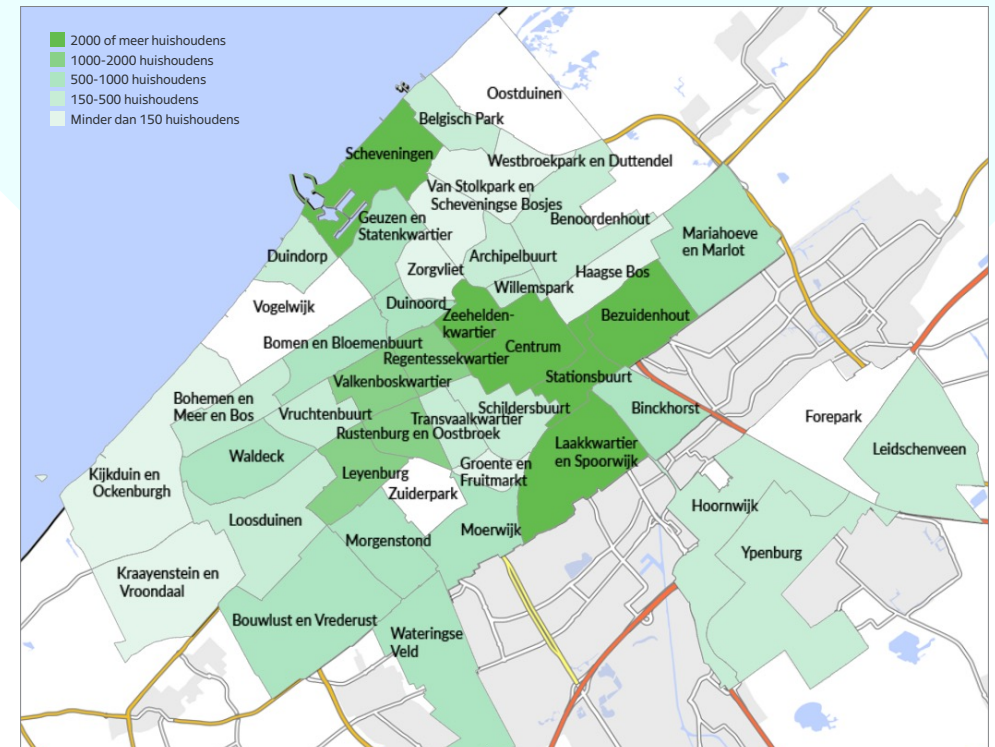 2000 of meer huishoudens
1000-2000 huishoudens
500-1000 huishoudens
150-500 huishoudens
Minder dan 150 huishoudens
Oostduinen
Belgisch Park
Scheveningen
Westbroekpark en Duttendel
Van Stolkpark en
Scheveningse Bosjes
Geuzen en
Statenkwartier
Benoordenhout
Mariahoeve
en Marlot
Duindorp
Archipelbuurt
Zorgvliet
Haagse Bos
Willemspark
Vogelwijk
Duinoord
Zeehelden-
kwartier
Bezuidenhout
Bomen en Bloemenbuurt
Centrum
Regentessekwartier
Valkenboskwartier
Stationsbuurt
Bohemen en
Meer en Bos
Vruchtenbuurt
Schildersbuurt
Transvaalkwartier
Binckhorst
Forepark
Rustenburg en Oostbroek
Laakkwartier
en Spoorwijk
Leidschenveen
Waldeck
Kijkduin en
Ockenburgh
Leyenburg
Groente en
Fruitmarkt
Zuiderpark
Hoornwijk
Loosduinen
Moerwijk
Morgenstond
Ypenburg
Kraayenstein en
Vroondaal
Bouwlust en Vrederust
Wateringse
Veld